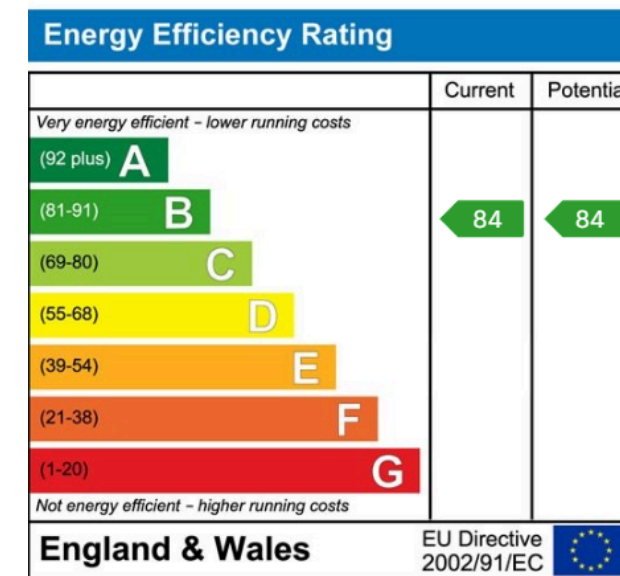 Energy Efficiency Rating
Current Potentia
Very energy efficient – lower running costs
(92 plus) A
(81-91) B 84 84
(69-80) C
(55-68) D
(39-54) E
(21-38) F
(1-20) G
Not energy efficient – higher running costs
England & Wales
EU Directive
2002/91/EC